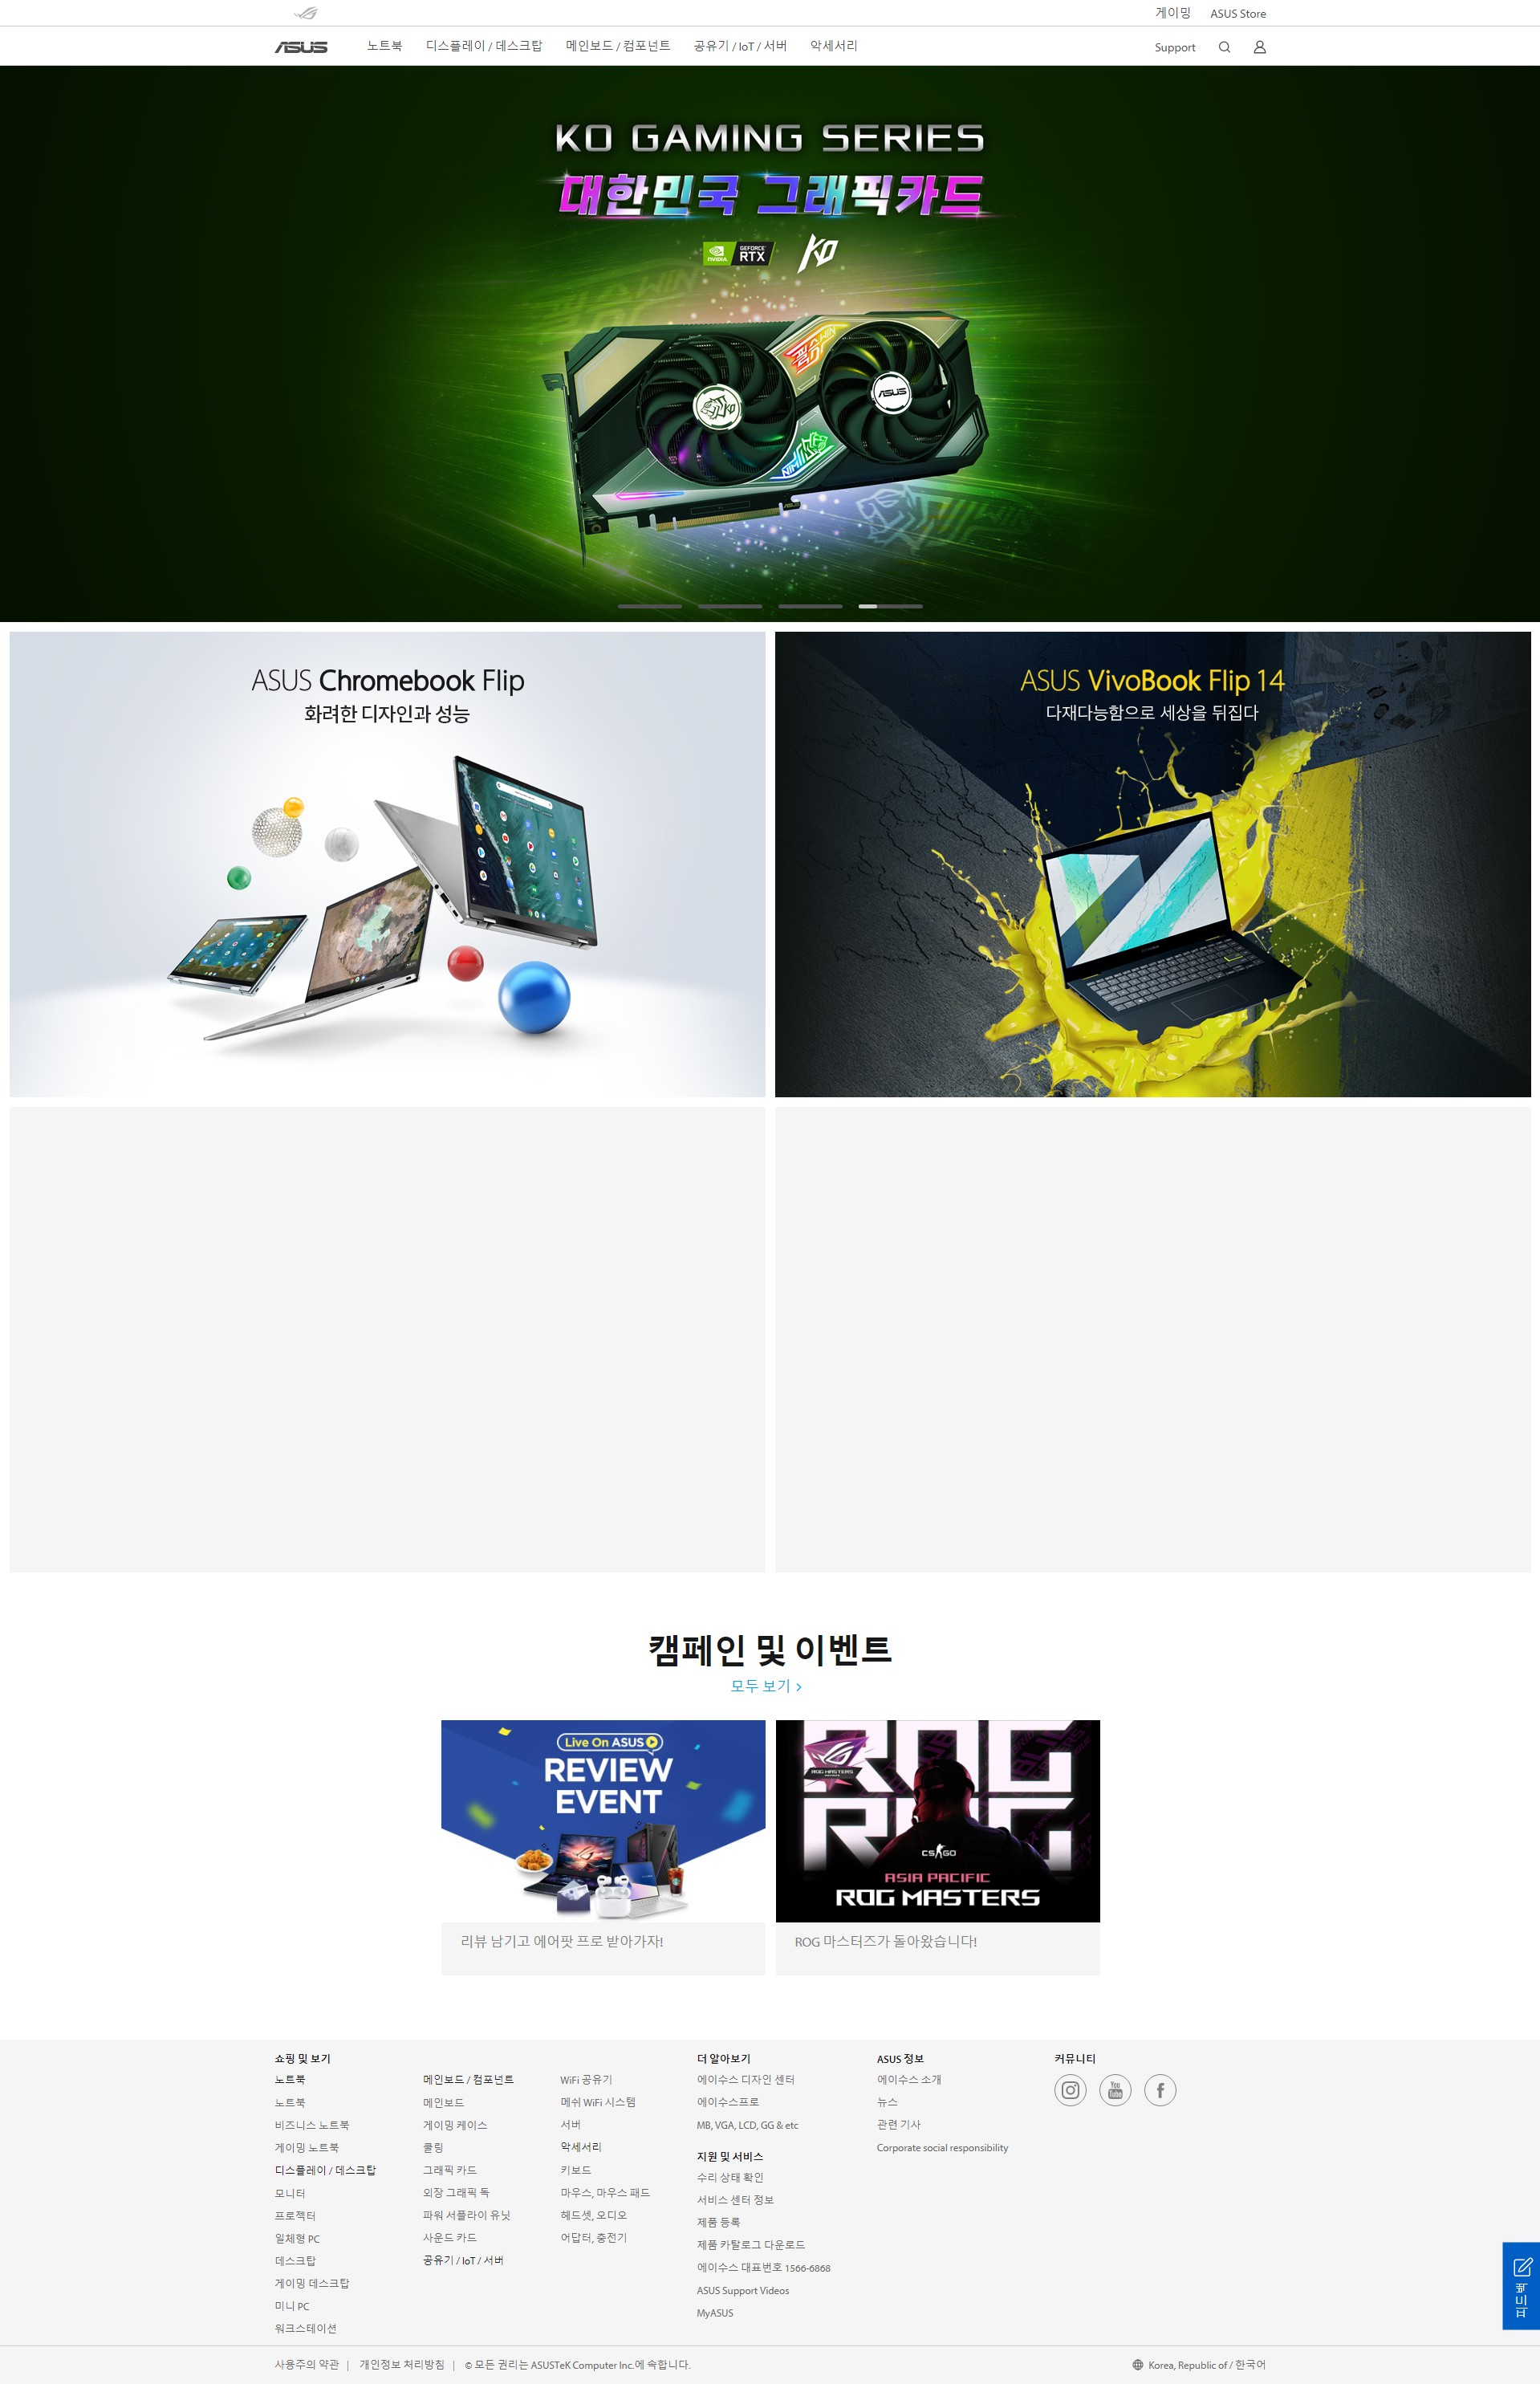 게이밍 ASUS Store
ASUS 노트북 디스플레이 / 데스크탑 메인보드 / 컴포넌트 공유기 / IoT / 서버 악세서리 Support
KO GAMING SERIES
대한민국 그래픽카드
NVIDIA GEFORCE RTX KO
ASUS
ASUS Chromebook Flip
화려한 디자인과 성능
ASUS VivoBook Flip 14
다재다능함으로 세상을 뒤집다
캠페인 및 이벤트
모두 보기 >
Live On ASUS
REVIEW
EVENT
리뷰 남기고 에어팟 프로 받아가자!
ROG
ROG
ROG MASTERS
CS GO
ASIA PACIFIC
ROG MASTERS
ROG 마스터즈가 돌아왔습니다!
쇼핑 및 보기
노트북
노트북
비즈니스 노트북
게이밍 노트북
디스플레이 / 데스크탑
모니터
프로젝터
일체형 PC
데스크탑
게이밍 데스크탑
미니 PC
워크스테이션
메인보드 / 컴포넌트
메인보드
게이밍 케이스
쿨링
그래픽 카드
외장 그래픽 독
파워 서플라이 유닛
사운드 카드
공유기 / IoT / 서버
WiFi 공유기
메쉬 WiFi 시스템
서버
악세서리
키보드
마우스, 마우스 패드
헤드셋, 오디오
어답터, 충전기
더 알아보기
에이수스 디자인 센터
에이수스프로
MB, VGA, LCD, GG & etc
지원 및 서비스
수리 상태 확인
서비스 센터 정보
제품 등록
제품 카탈로그 다운로드
에이수스 대표번호 1566-6868
ASUS Support Videos
MyASUS
ASUS 정보
에이수스 소개
뉴스
관련 기사
Corporate social responsibility
커뮤니티
You Tube
피드백
사용주의 약관 | 개인정보 처리방침 | © 모든 권리는 ASUSTeK Computer Inc.에 속합니다.
Korea, Republic of / 한국어